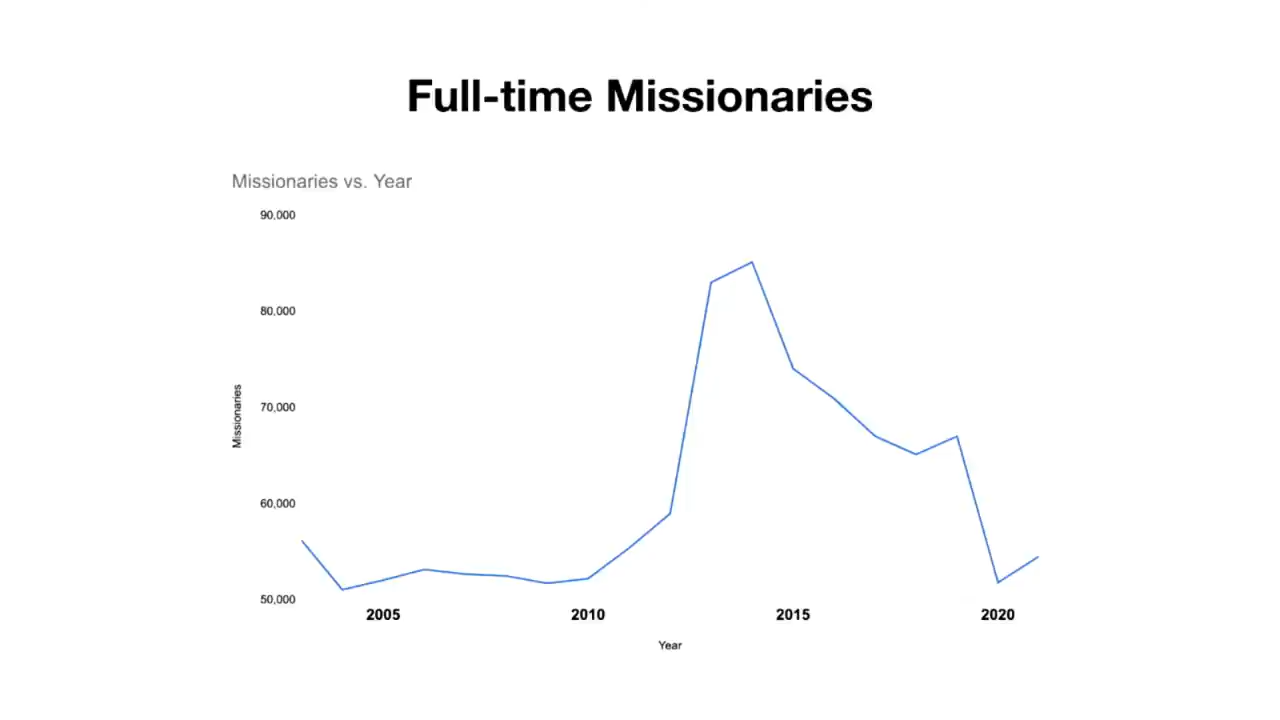 Full-time Missionaries
Missionaries vs. Year
90,000
80,000
70,000
60,000
50,000
Missionaries
2005 2010 2015 2020
Year